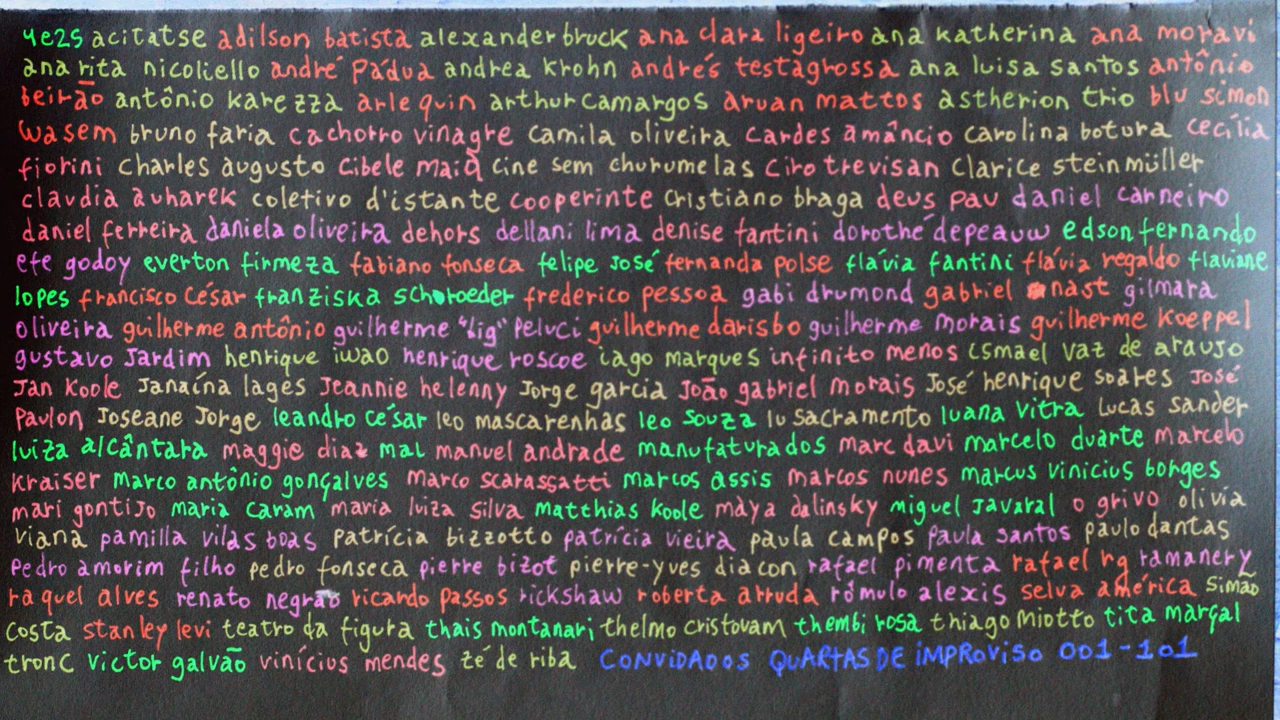 4e25 acitatse adilson batista alexander bruck ana clara ligeiro ana katherina ana moravi
ana rita nicoliello andré pádua andrea krohn andrés testagrossa ana luisa santos antônio
beirão antônio karezza arlequin arthur camargos aruan mattos astherion trio blu simon
wasem bruno faria cachorro vinagre camila oliveira cardes amâncio carolina botura cecília
fiorini charles augusto cibele maia cine sem churumelas ciro trevisan clarice steinmüller
claudia auharek coletivo d'istante cooperinte cristiano braga deus pau daniel carneiro
daniel ferreira daniela oliveira dehors dellani lima denise fantini dorothé depeauw edson fernando
efe godoy everton firmeza fabiano fonseca felipe josé fernanda polse flávia fantini flávia regaldo flaviane
lopes francisco césar franziska schroeder frederico pessoa gabi drumond gabriel nast gilmara
oliveira guilherme antônio guilherme "lig" peluci guilherme darisbo guilherme morais guilherme koeppel
gustavo jardim henrique iwao henrique roscoe iago marques infinito menos ismael vaz de araujo
jan koole janaína lages jeannie helenny jorge garcia joão gabriel morais josé henrique soares josé
paulon joseane jorge leandro césar leo mascarenhas leo souza lu sacramento luana vitra lucas sander
luiza alcântara maggie diaz mal manuel andrade manufaturados marc davi marcelo duarte marcelo
kraiser marco antônio gonçalves marco scarassatti marcos assis marcos nunes marcus vinicius borges
mari gontijo maria caram maria luiza silva matthias koole maya dalinsky miguel javaral o grivo olivia
viana pamilla vilas boas patrícia bizzotto patrícia vieira paula campos paula santos paulo dantas
pedro amorim filho pedro fonseca pierre bizot pierre-yves diacon rafael pimenta rafael rg ramanery
raquel alves renato negrão ricardo passos rickshaw roberta arruda rômulo alexis selva américa simão
costa stanley levi teatro da figura thais montanari thelmo cristovam thembi rosa thiago miotto tita marçal
tronc victor galvão vinícius mendes zé de riba CONVIDADOS QUARTAS DE IMPROVISO 001-101